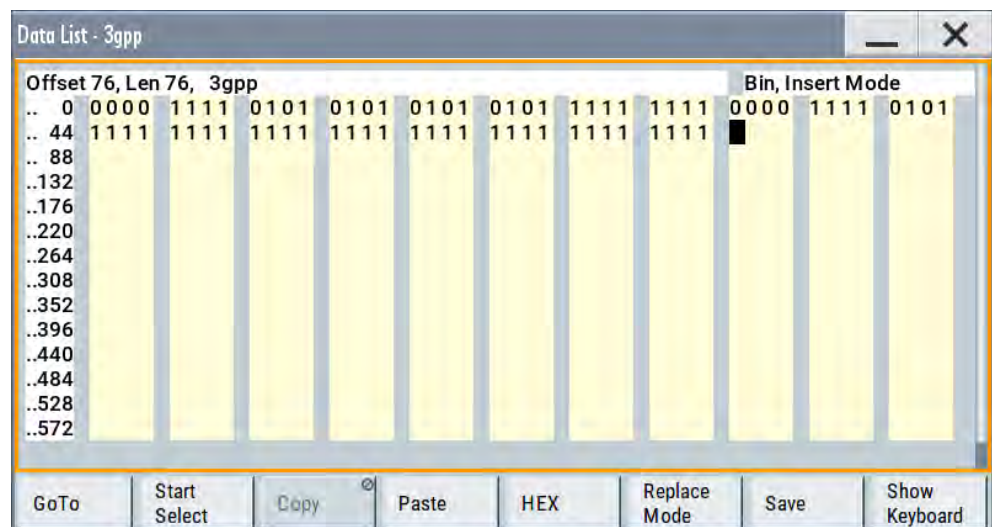 Data List - 3gpp
Offset 76, Len 76, 3gpp Bin, Insert Mode
.. 0 0000 1111 0101 0101 0101 0101 1111 1111 0000 1111 0101
.. 44 1111 1111 1111 1111 1111 1111 1111 1111
.. 88
..132
..176
..220
..264
..308
..352
..396
..440
..484
..528
..572
GoTo Start Select Copy Paste HEX Replace Mode Save Show Keyboard